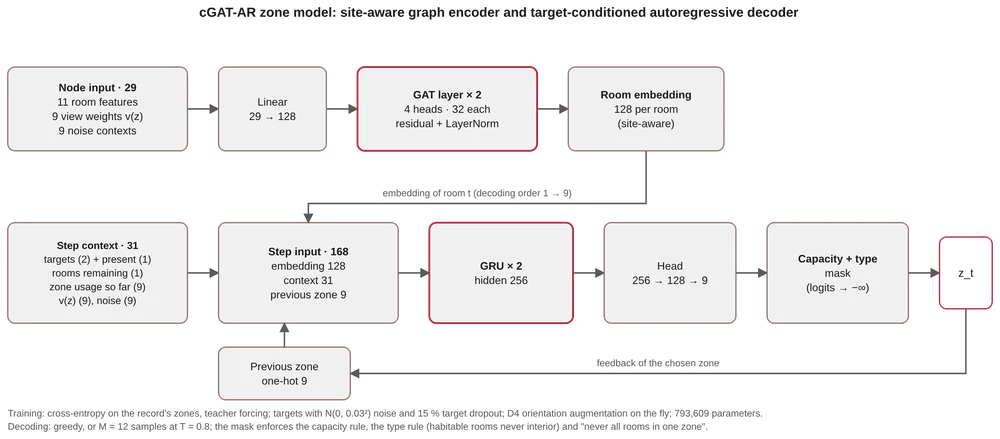 cGAT-AR zone model: site-aware graph encoder and target-conditioned autoregressive decoder
Node input · 29
11 room features
9 view weights v(z)
9 noise contexts
Linear
29 → 128
GAT layer × 2
4 heads · 32 each
residual + LayerNorm
Room embedding
128 per room
(site-aware)
embedding of room t (decoding order 1 → 9)
Step context · 31
targets (2) + present (1)
rooms remaining (1)
zone usage so far (9)
v(z) (9), noise (9)
Step input · 168
embedding 128
context 31
previous zone 9
GRU × 2
hidden 256
Head
256 → 128 → 9
Capacity + type
mask
(logits → −∞)
z_t
Previous zone
one-hot 9
feedback of the chosen zone
Training: cross-entropy on the record's zones, teacher forcing; targets with N(0, 0.03²) noise and 15 % target dropout; D4 orientation augmentation on the fly; 793,609 parameters.
Decoding: greedy, or M = 12 samples at T = 0.8; the mask enforces the capacity rule, the type rule (habitable rooms never interior) and "never all rooms in one zone".